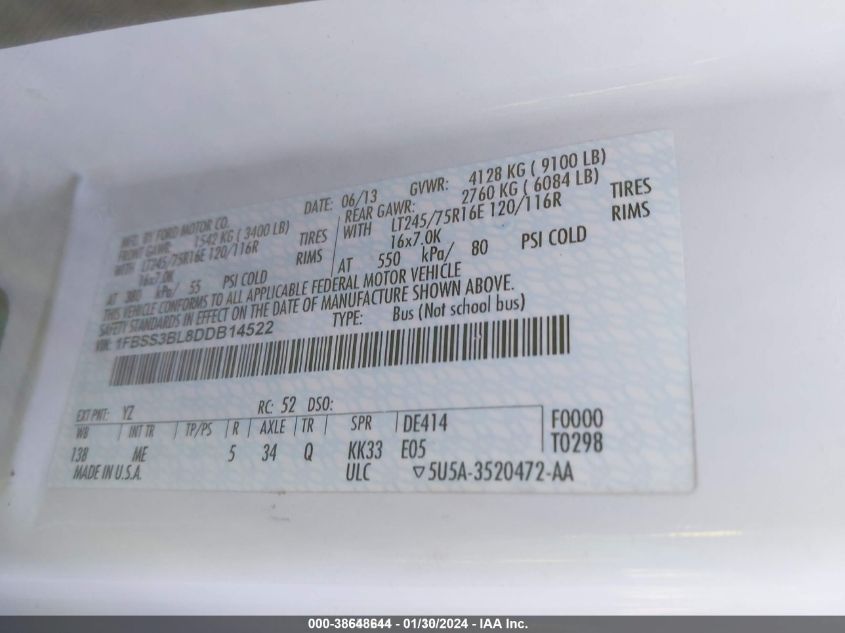 MFG. BY FORD MOTOR CO.
DATE: 06/13 GVWR: 4128 KG ( 9100 LB)
FRONT GAWR: 1542 KG ( 3400 LB)
REAR GAWR: 2760 KG ( 6084 LB)
WITH LT245/75R16E 120/116R TIRES
WITH LT245/75R16E 120/116R TIRES
16x7.0K RIMS
16x7.0K RIMS
AT 380 kPa/ 55 PSI COLD
AT 550 kPa/ 80 PSI COLD
THIS VEHICLE CONFORMS TO ALL APPLICABLE FEDERAL MOTOR VEHICLE
SAFETY STANDARDS IN EFFECT ON THE DATE OF MANUFACTURE SHOWN ABOVE.
VIN: 1FBSS3BL8DDB14522 TYPE: Bus (Not school bus)
EXT PNT: YZ RC: 52 DSO:
WB INT TR TP/PS R AXLE TR SPR DE414 F0000
138 ME 5 34 Q KK33 E05 T0298
MADE IN U.S.A. ULC ▽5U5A-3520472-AA
000-38648644 - 01/30/2024 - IAA Inc.